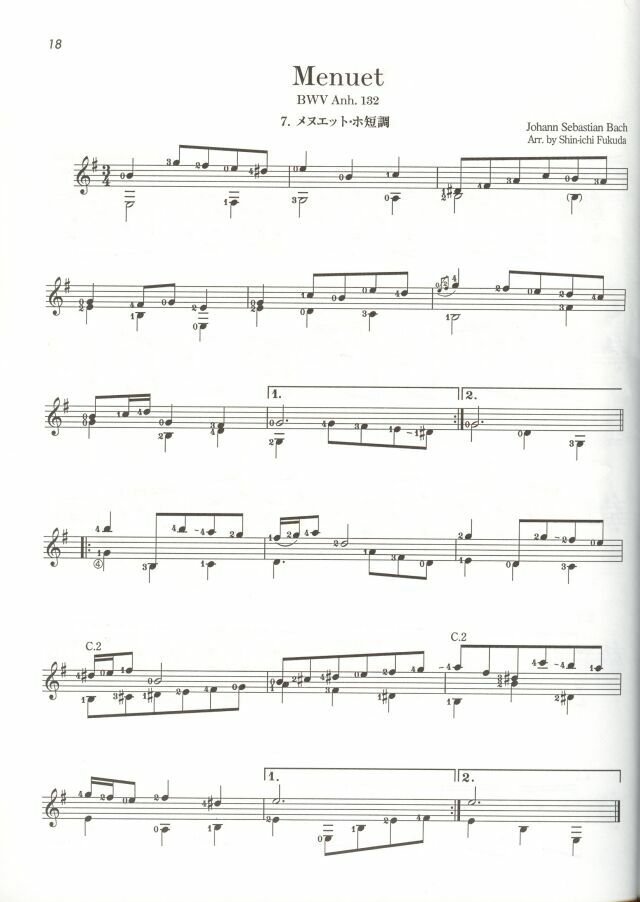 18
Menuet
BWV Anh. 132
7. メヌエット・ホ短調
Johann Sebastian Bach
Arr. by Shin-ichi Fukuda
1.
2.
C.2
C.2
1.
2.